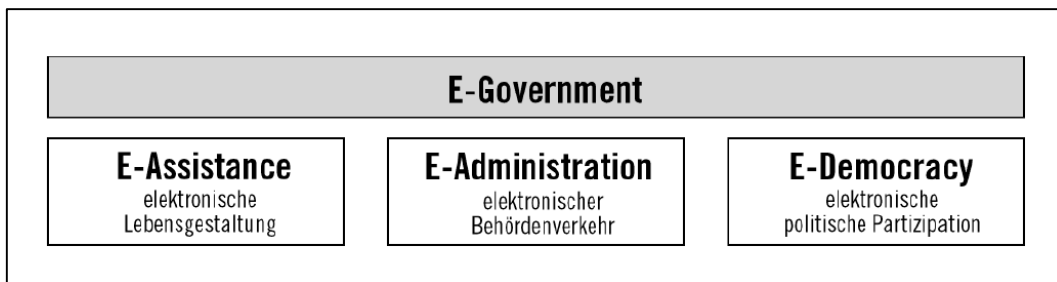 E-Government
E-Assistance
elektronische
Lebensgestaltung
E-Administration
elektronischer
Behördenverkehr
E-Democracy
elektronische
politische Partizipation